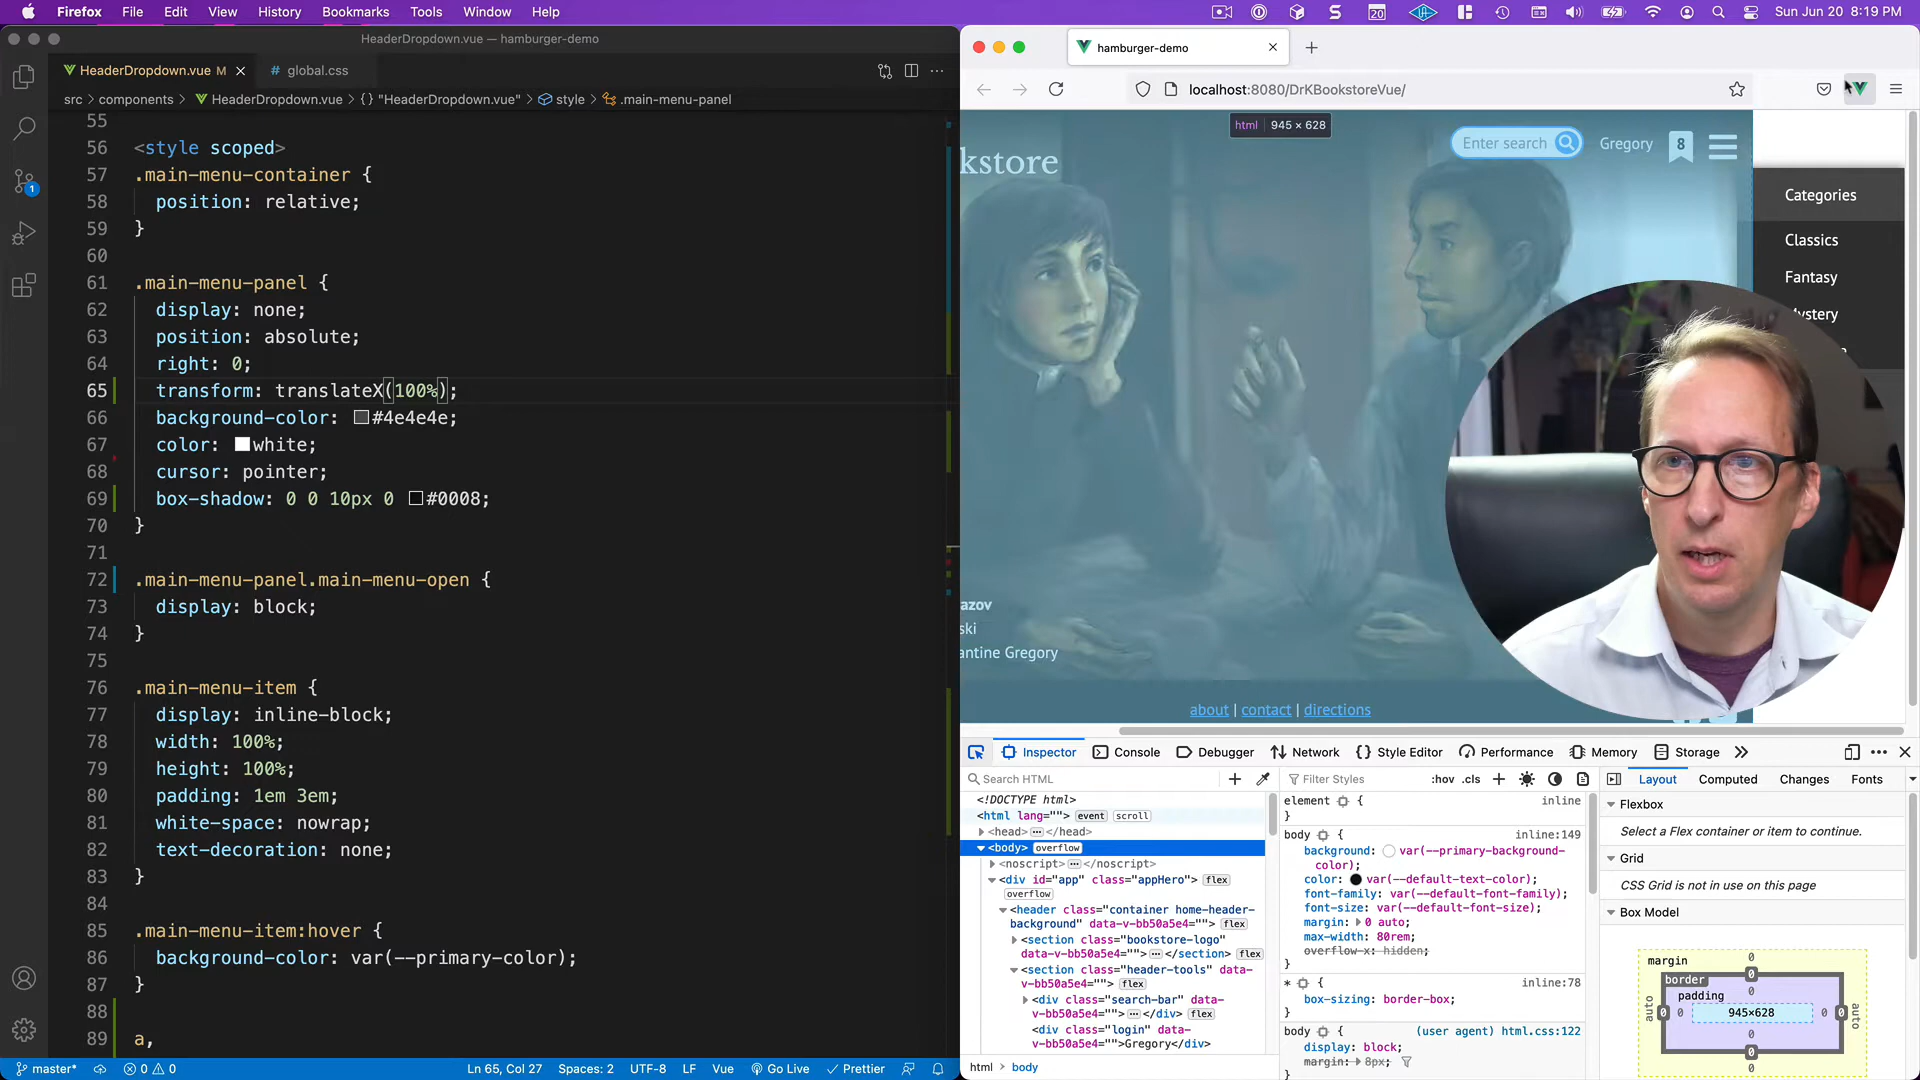 Firefox File Edit View History Bookmarks Tools Window Help
20
Sun Jun 20 8:19 PM
HeaderDropdown.vue — hamburger-demo
HeaderDropdown.vue M
# global.css
src > components > HeaderDropdown.vue > {} "HeaderDropdown.vue" > style > .main-menu-panel
55
56 <style scoped>
57 .main-menu-container {
58 position: relative;
59 }
60
61 .main-menu-panel {
62 display: none;
63 position: absolute;
64 right: 0;
65 transform: translateX(100%);
66 background-color: #4e4e4e;
67 color: white;
68 cursor: pointer;
69 box-shadow: 0 0 10px 0 #0008;
70 }
71
72 .main-menu-panel.main-menu-open {
73 display: block;
74 }
75
76 .main-menu-item {
77 display: inline-block;
78 width: 100%;
79 height: 100%;
80 padding: 1em 3em;
81 white-space: nowrap;
82 text-decoration: none;
83 }
84
85 .main-menu-item:hover {
86 background-color: var(--primary-color);
87 }
88
89 a,
1
master*
0 0
Ln 65, Col 27
Spaces: 2
UTF-8
LF
Vue
Go Live
Prettier
hamburger-demo
localhost:8080/DrKBookstoreVue/
html 945 × 628
kstore
Enter search
Gregory
8
Categories
Classics
Fantasy
Mystery
azov
ski
antine Gregory
about | contact | directions
Inspector Console Debugger Network {} Style Editor Performance Memory Storage
Search HTML
<!DOCTYPE html>
<html lang=""> event scroll
<head> </head>
<body> overflow
<noscript> </noscript>
<div id="app" class="appHero"> flex
overflow
<header class="container home-header-
background" data-v-bb50a5e4=""> flex
<section class="bookstore-logo"
data-v-bb50a5e4=""> </section> flex
<section class="header-tools" data-
v-bb50a5e4=""> flex
<div class="search-bar" data-
v-bb50a5e4=""> </div> flex
<div class="login" data-
v-bb50a5e4="">Gregory</div>
html > body
Filter Styles
:hov .cls
element { inline
}
body { inline:149
background: var(--primary-background-
color);
color: var(--default-text-color);
font-family: var(--default-font-family);
font-size: var(--default-font-size);
margin: 0 auto;
max-width: 80rem;
overflow-x: hidden;
}
* { inline:78
box-sizing: border-box;
}
body { (user agent) html.css:122
display: block;
margin: 8px;
}
Layout Computed Changes Fonts
Flexbox
Select a Flex container or item to continue.
Grid
CSS Grid is not in use on this page
Box Model
margin 0
border 0
padding 0
auto 0 0 945×628 0 0 auto
0
0
0